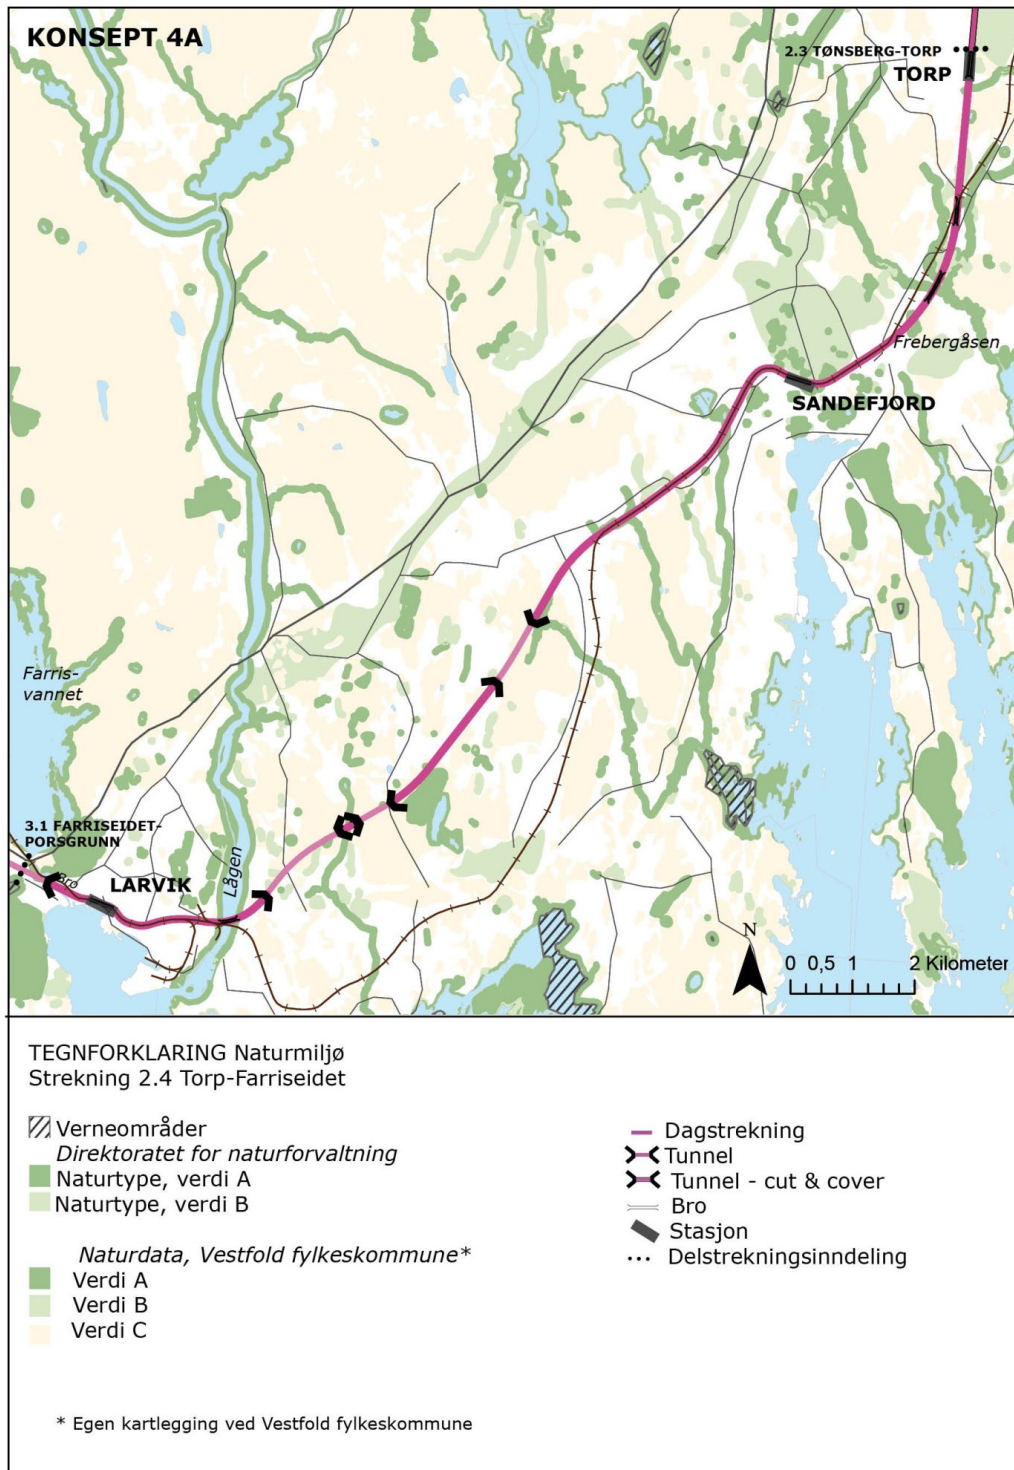 KONSEPT 4A
2.3 TØNSBERG-TORP
TORP
Frebergåsen
SANDEFJORD
Farris-
vannet
3.1 FARRISEIDET-
PORSGRUNN
Bro
LARVIK
Lågen
N
0 0,5 1 2 Kilometer
TEGNFORKLARING Naturmiljø
Strekning 2.4 Torp-Farriseidet
Verneområder
Direktoratet for naturforvaltning
Naturtype, verdi A
Naturtype, verdi B
Naturdata, Vestfold fylkeskommune*
Verdi A
Verdi B
Verdi C
* Egen kartlegging ved Vestfold fylkeskommune
Dagstrekning
Tunnel
Tunnel - cut & cover
Bro
Stasjon
Delstrekningsinndeling